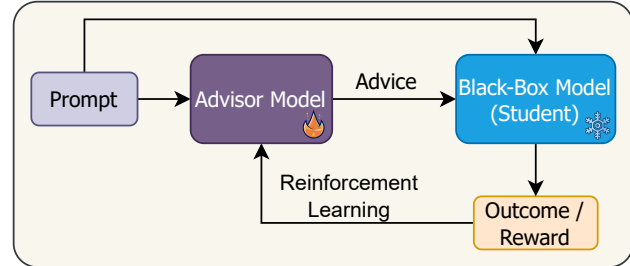 Prompt
Advisor Model
Advice
Black-Box Model
(Student)
Reinforcement
Learning
Outcome /
Reward